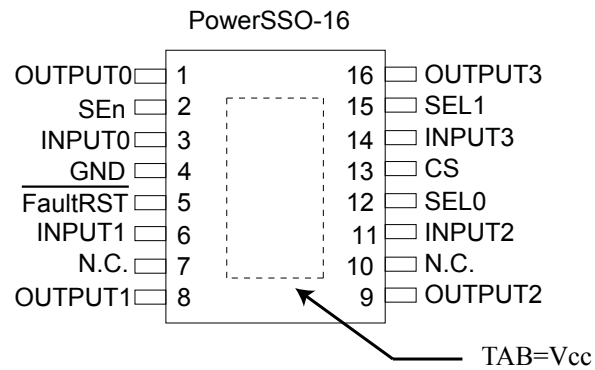 PowerSSO-16
OUTPUT0 1 16 OUTPUT3
SEn 2 15 SEL1
INPUT0 3 14 INPUT3
GND 4 13 CS
FaultRST 5 12 SEL0
INPUT1 6 11 INPUT2
N.C. 7 10 N.C.
OUTPUT1 8 9 OUTPUT2
TAB=Vcc